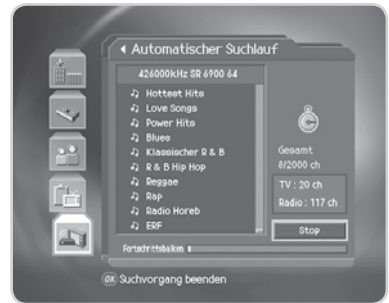 Automatischer Suchlauf
426000kHz SR 6900 64
Hottest Hits
Love Songs
Power Hits
Blues
Klassischer R & B
R & B Hip Hop
Reggae
Rap
Radio Horeb
ERF
Gesamt
8/2000 ch
TV : 20 ch
Radio : 117 ch
Stop
Fortschrittsbalken
OK Suchvorgang beenden